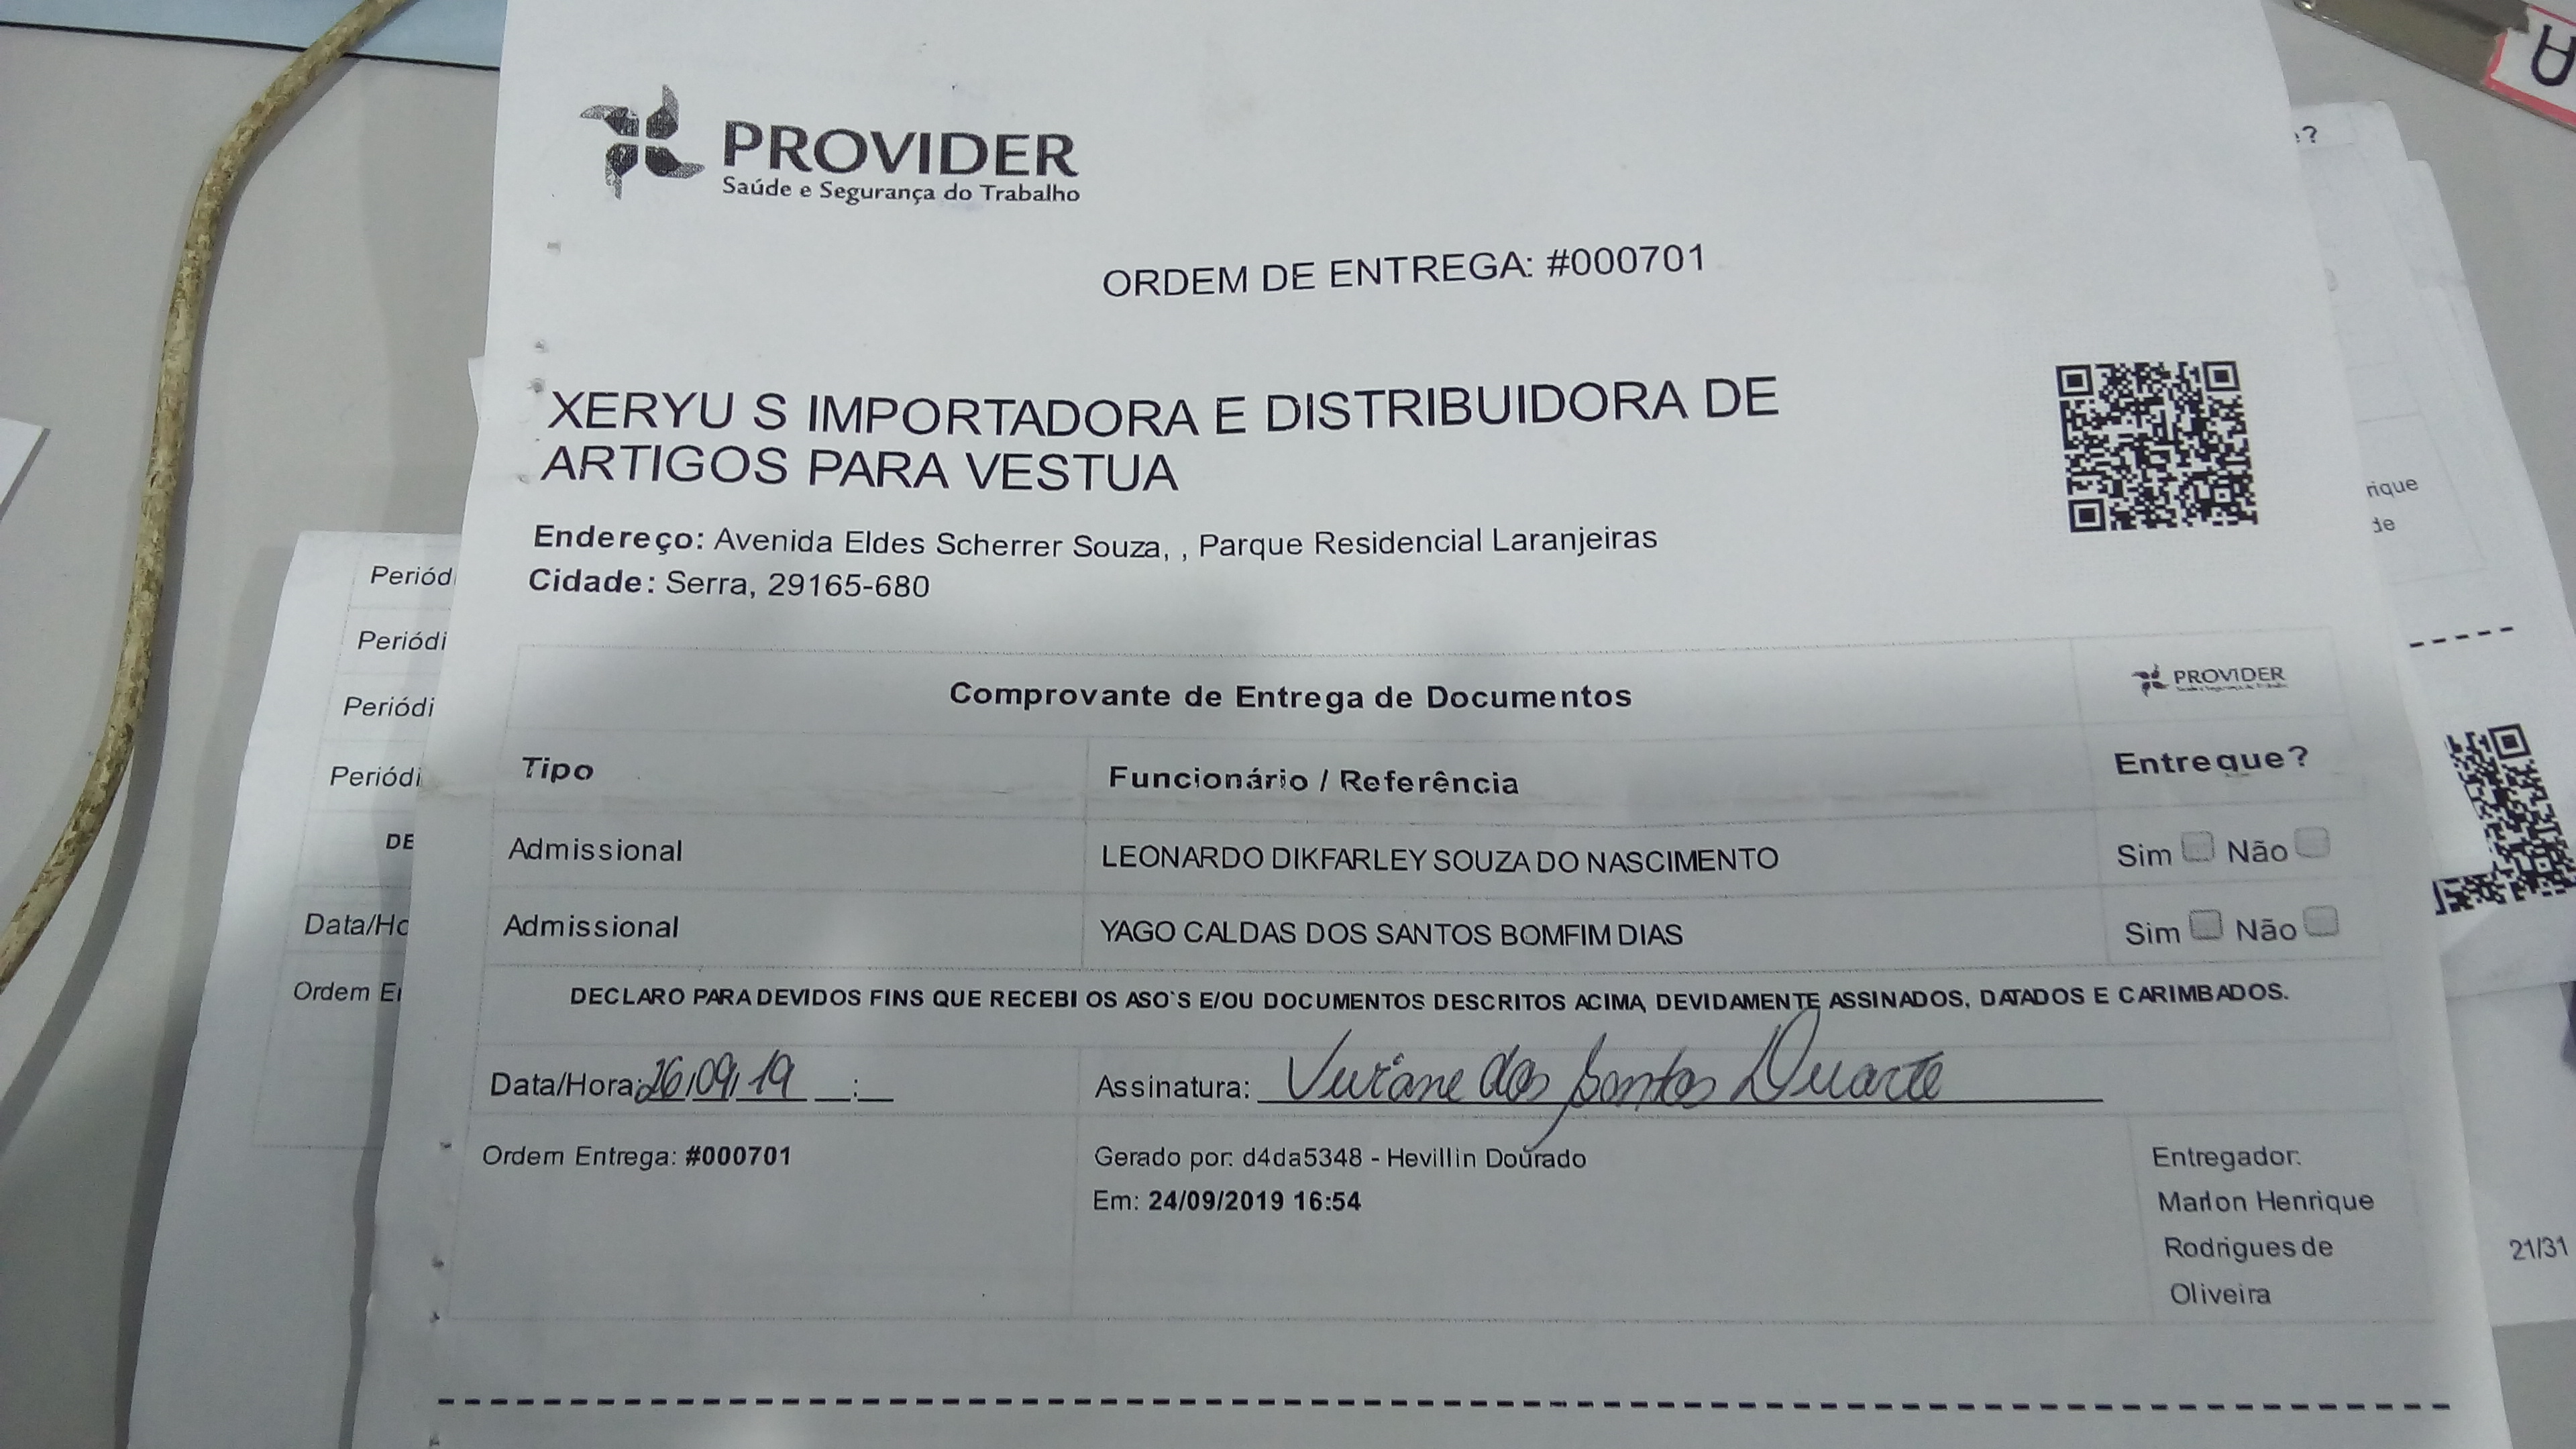 PROVIDER
Saúde e Segurança do Trabalho
ORDEM DE ENTREGA: #000701
XERYU S IMPORTADORA E DISTRIBUIDORA DE
ARTIGOS PARA VESTUA
Endereço: Avenida Eldes Scherrer Souza, , Parque Residencial Laranjeiras
Cidade: Serra, 29165-680
Comprovante de Entrega de Documentos
PROVIDER
Tipo Funcionário / Referência Entregue?
Admissional LEONARDO DIKFARLEY SOUZA DO NASCIMENTO Sim Não
Admissional YAGO CALDAS DOS SANTOS BOMFIM DIAS Sim Não
DECLARO PARA DEVIDOS FINS QUE RECEBI OS ASO`S E/OU DOCUMENTOS DESCRITOS ACIMA, DEVIDAMENTE ASSINADOS, DATADOS E CARIMBADOS.
Data/Hora: 26/09/19 __:__ Assinatura: Viviane dos Santos Duarte
Ordem Entrega: #000701 Gerado por: d4da5348 - Hevillin Dourado Entregador:
Em: 24/09/2019 16:54 Marlon Henrique
Rodrigues de
Oliveira
Periód
Periódi
Periódi
Periódi
DE
Data/Ho
Ordem E
?
rique
de
21/31